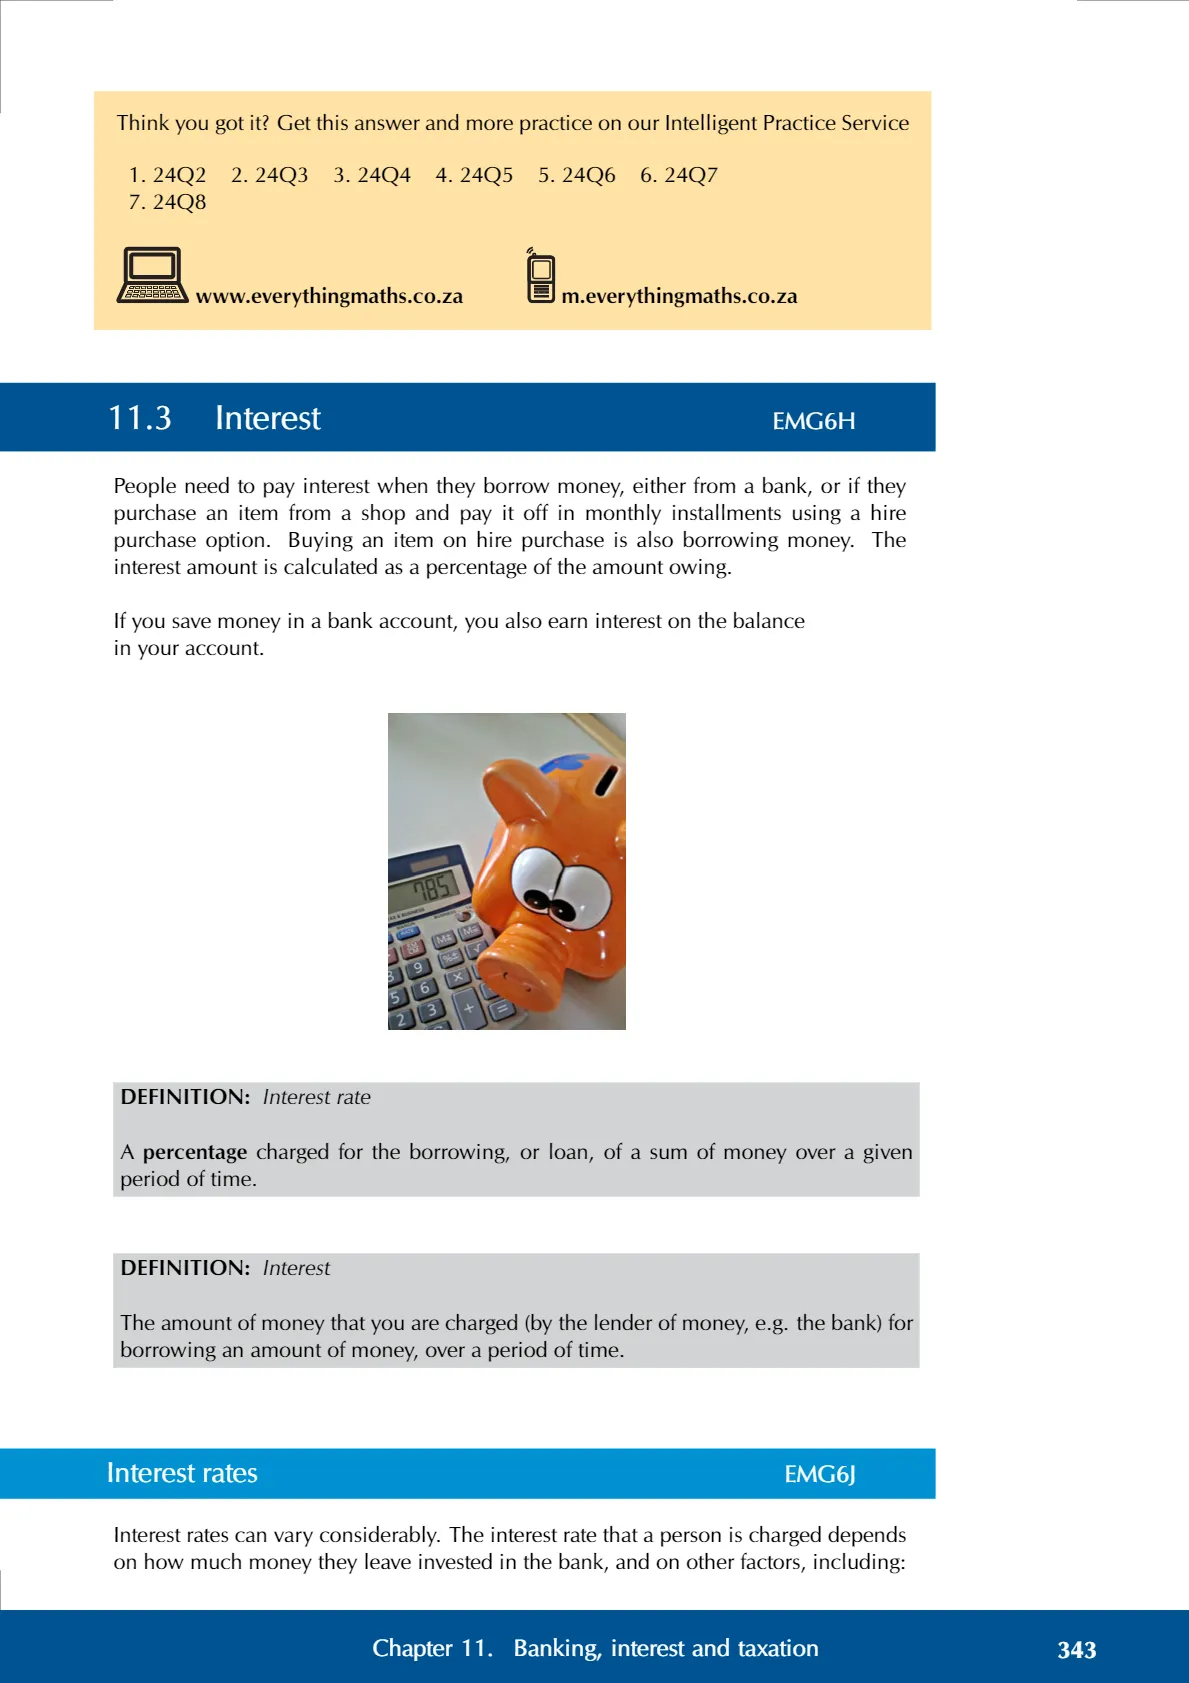 Think you got it? Get this answer and more practice on our Intelligent Practice Service
1. 24Q2 2. 24Q3 3. 24Q4 4. 24Q5 5. 24Q6 6. 24Q7
7. 24Q8
www.everythingmaths.co.za m.everythingmaths.co.za
11.3 Interest EMG6H
People need to pay interest when they borrow money, either from a bank, or if they
purchase an item from a shop and pay it off in monthly installments using a hire
purchase option. Buying an item on hire purchase is also borrowing money. The
interest amount is calculated as a percentage of the amount owing.
If you save money in a bank account, you also earn interest on the balance
in your account.
785.
9
5 6 ×
2 3 + =
DEFINITION: Interest rate
A percentage charged for the borrowing, or loan, of a sum of money over a given
period of time.
DEFINITION: Interest
The amount of money that you are charged (by the lender of money, e.g. the bank) for
borrowing an amount of money, over a period of time.
Interest rates EMG6J
Interest rates can vary considerably. The interest rate that a person is charged depends
on how much money they leave invested in the bank, and on other factors, including:
Chapter 11. Banking, interest and taxation 343